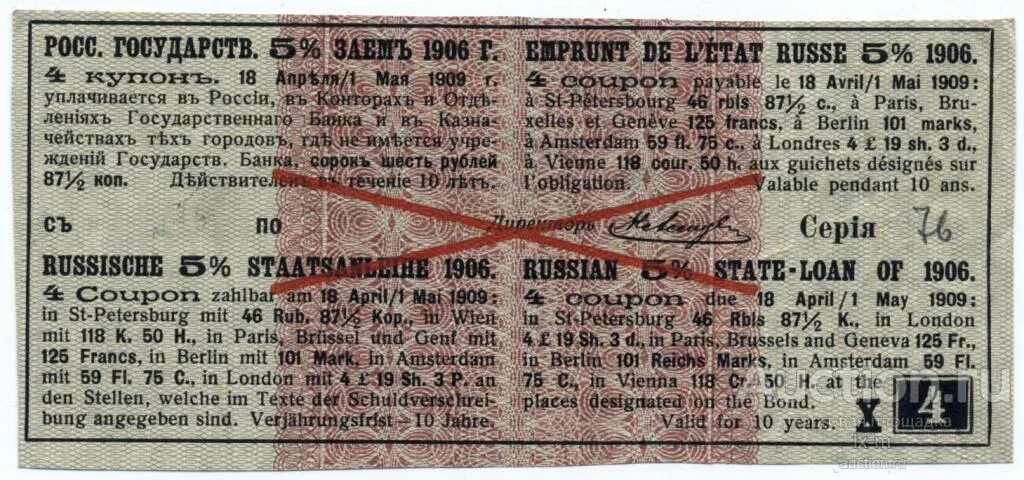 РОСС. ГОСУДАРСТВ. 5% ЗАЕМЪ 1906 Г.
4 купонъ. 18 Апрѣля/1 Мая 1909 г.
уплачивается въ Россіи, въ Конторахъ и Отдѣ-
леніяхъ Государственнаго Банка и въ Казна-
чействахъ тѣхъ городовъ, гдѣ не имѣется учре-
жденій Государств. Банка, сорокъ шесть рублей
87½ коп. Дѣйствителенъ въ теченіе 10 лѣтъ.
EMPRUNT DE L'ÉTAT RUSSE 5% 1906.
4 coupon payable le 18 Avril/1 Mai 1909:
à St-Pétersbourg 46 rbls 87½ c., à Paris, Bru-
xelles et Genève 125 francs, à Berlin 101 marks,
à Amsterdam 59 fl. 75 c., à Londres 4 £ 19 sh. 3 d.,
à Vienne 118 cour. 50 h. aux guichets désignés sur
l'obligation. Valable pendant 10 ans.
СЪ ПО Директоръ Серія 76
RUSSISCHE 5% STAATSANLEIHE 1906.
4 Coupon zahlbar am 18 April/1 Mai 1909:
in St-Petersburg mit 46 Rub. 87½ Kop., in Wien
mit 118 K. 50 H., in Paris, Brüssel und Genf mit
125 Francs, in Berlin mit 101 Mark, in Amsterdam
mit 59 Fl. 75 C., in London mit 4 £ 19 Sh. 3 P. an
den Stellen, welche im Texte der Schuldverschrei-
bung angegeben sind. Verjährungsfrist - 10 Jahre.
RUSSIAN 5% STATE-LOAN OF 1906.
4 coupon due 18 April/1 May 1909:
in St-Petersburg 46 Rbls 87½ K., in London
4 £ 19 Sh. 3 d., in Paris, Brussels and Geneva 125 Fr.,
in Berlin 101 Reichs Marks, in Amsterdam 59 Fl.
75 C., in Vienna 118 Cr. 50 H. at the
places designated on the Bond.
Valid for 10 years. X 4
auction.ru
lx-m
auction.ru